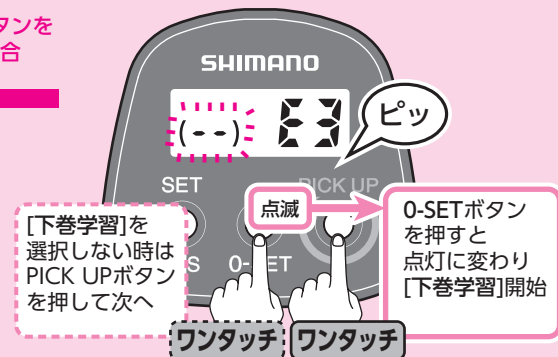 タンを
合
SHIMANO
(--) E3
ピッ
SET
PICK UP
点滅
[下巻学習]を
選択しない時は
PICK UPボタン
を押して次へ
0-SETボタン
を押すと
点灯に変わり
[下巻学習]開始
S
0-
ET
ワンタッチ
ワンタッチ